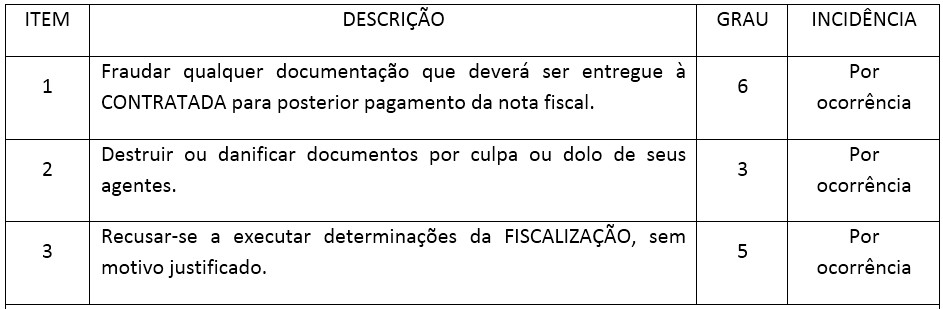 ITEM DESCRIÇÃO GRAU INCIDÊNCIA
1 Fraudar qualquer documentação que deverá ser entregue à CONTRATADA para posterior pagamento da nota fiscal. 6 Por ocorrência
2 Destruir ou danificar documentos por culpa ou dolo de seus agentes. 3 Por ocorrência
3 Recusar-se a executar determinações da FISCALIZAÇÃO, sem motivo justificado. 5 Por ocorrência